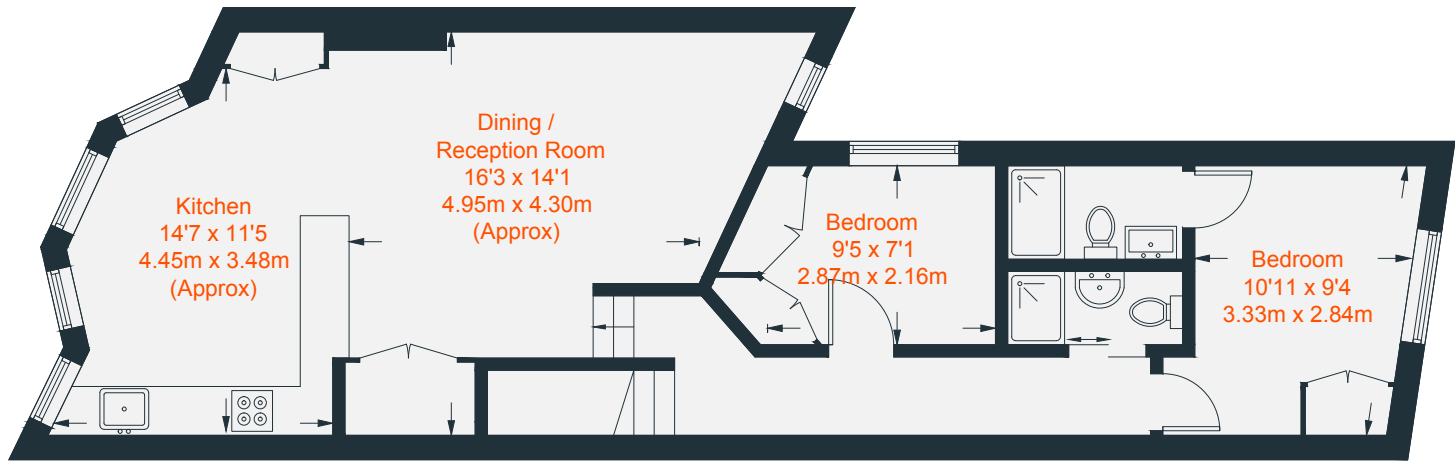 Dining /
Reception Room
16'3 x 14'1
4.95m x 4.30m
(Approx)
Kitchen
14'7 x 11'5
4.45m x 3.48m
(Approx)
Bedroom
9'5 x 7'1
2.87m x 2.16m
Bedroom
10'11 x 9'4
3.33m x 2.84m